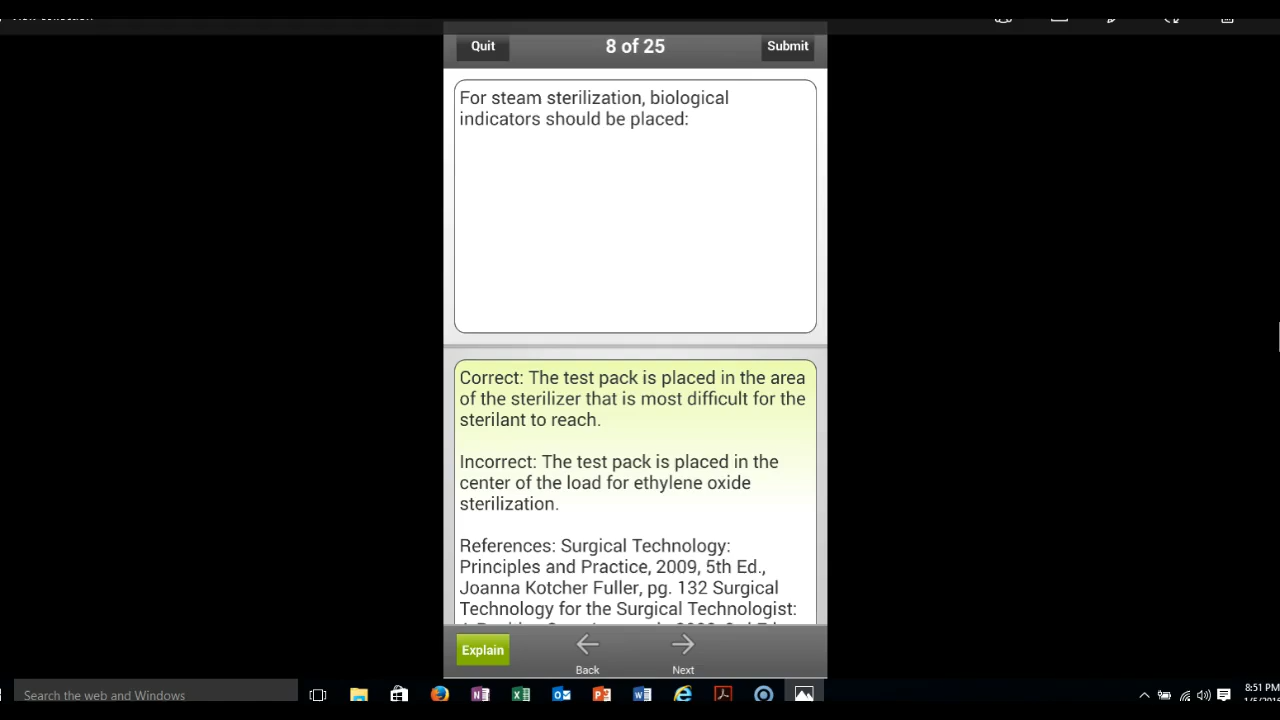 Quit
8 of 25
Submit
For steam sterilization, biological
indicators should be placed:
Correct: The test pack is placed in the area
of the sterilizer that is most difficult for the
sterilant to reach.
Incorrect: The test pack is placed in the
center of the load for ethylene oxide
sterilization.
References: Surgical Technology:
Principles and Practice, 2009, 5th Ed.,
Joanna Kotcher Fuller, pg. 132 Surgical
Technology for the Surgical Technologist:
Explain
Back
Next
Search the web and Windows
8:51 PM